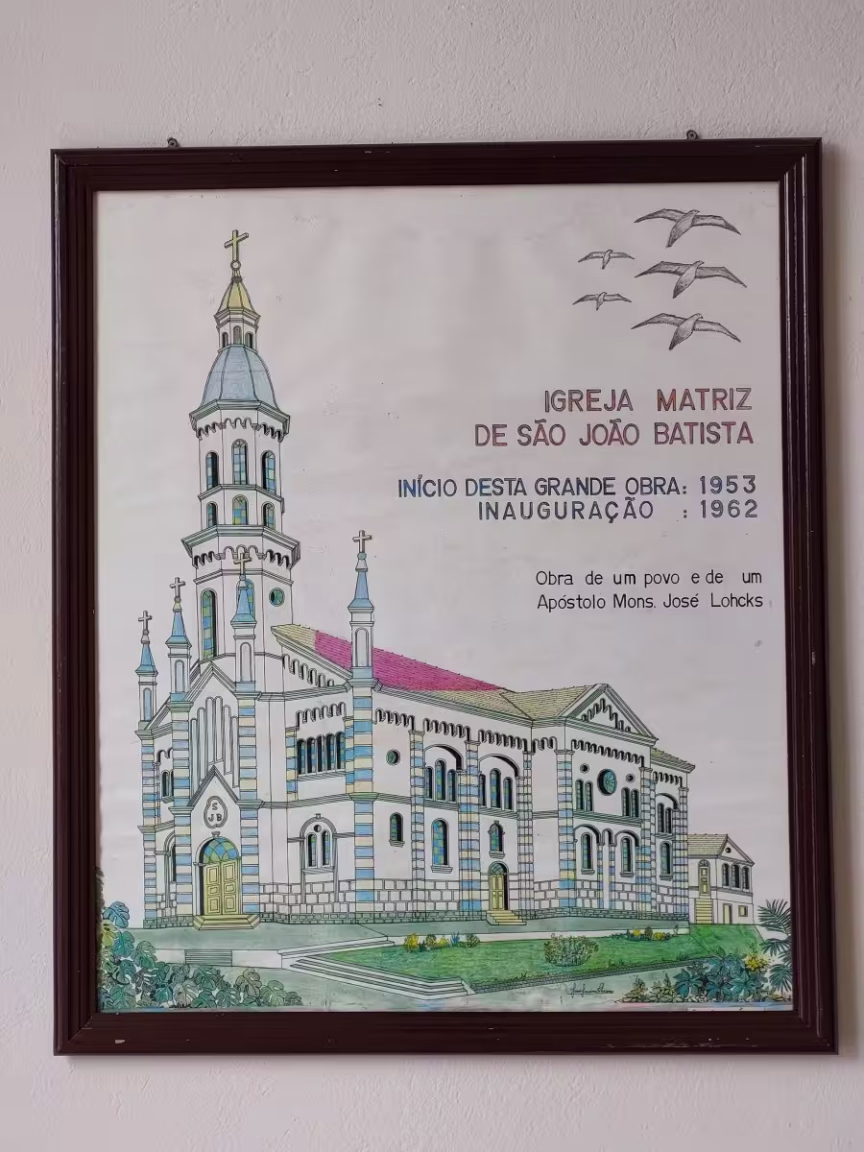 IGREJA MATRIZ
DE SÃO JOÃO BATISTA
INÍCIO DESTA GRANDE OBRA: 1953
INAUGURAÇÃO : 1962
Obra de um povo e de um
Apóstolo Mons. José Lohcks
S
JB